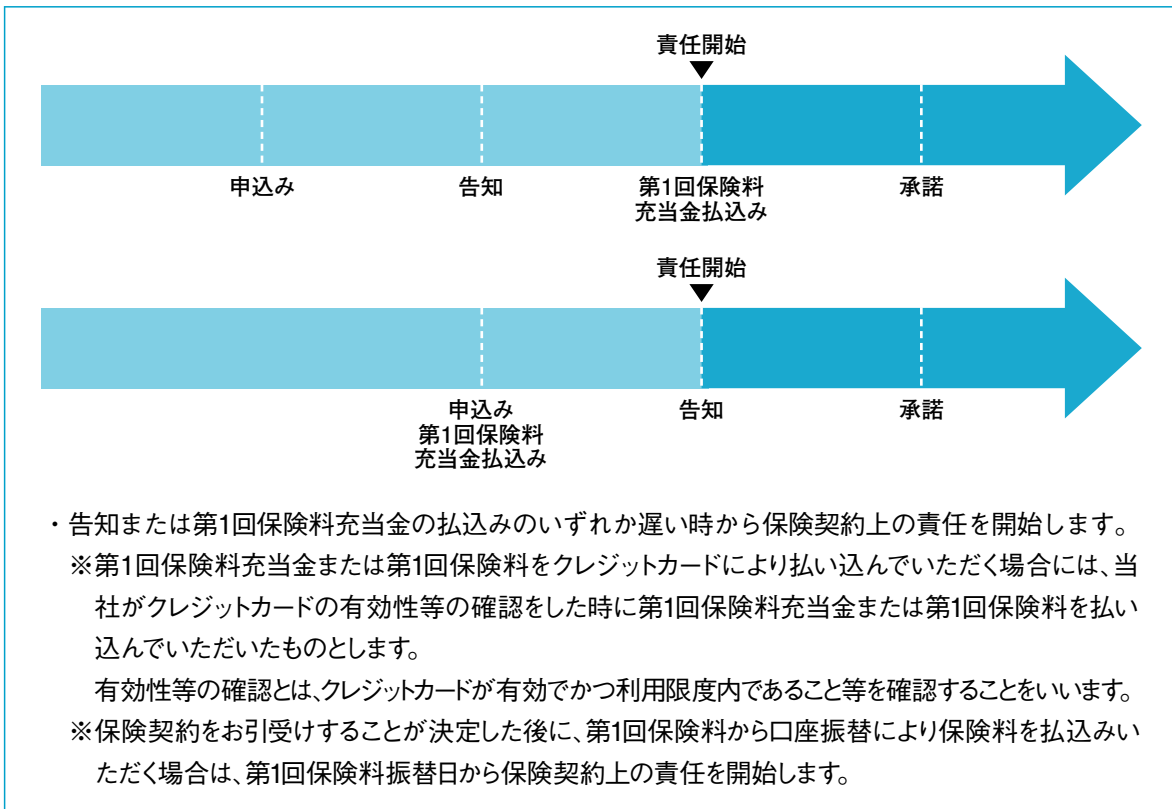 責任開始
申込み
告知
第1回保険料
充当金払込み
承諾
責任開始
申込み
第1回保険料
充当金払込み
告知
承諾
・告知または第1回保険料充当金の払込みのいずれか遅い時から保険契約上の責任を開始します。
※第1回保険料充当金または第1回保険料をクレジットカードにより払い込んでいただく場合には、当
社がクレジットカードの有効性等の確認をした時に第1回保険料充当金または第1回保険料を払い
込んでいただいたものとします。
有効性等の確認とは、クレジットカードが有効でかつ利用限度内であること等を確認することをいいます。
※保険契約をお引受けすることが決定した後に、第1回保険料から口座振替により保険料を払込みい
ただく場合は、第1回保険料振替日から保険契約上の責任を開始します。